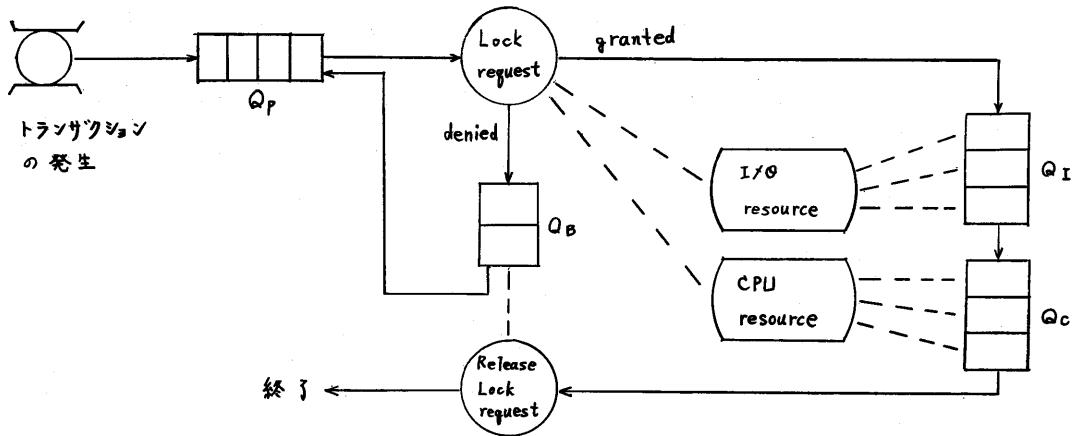 トランザクション
の発生
QP
Lock
request
granted
denied
QB
I/O
resource
QI
CPU
resource
QC
Release
Lock
request
終了